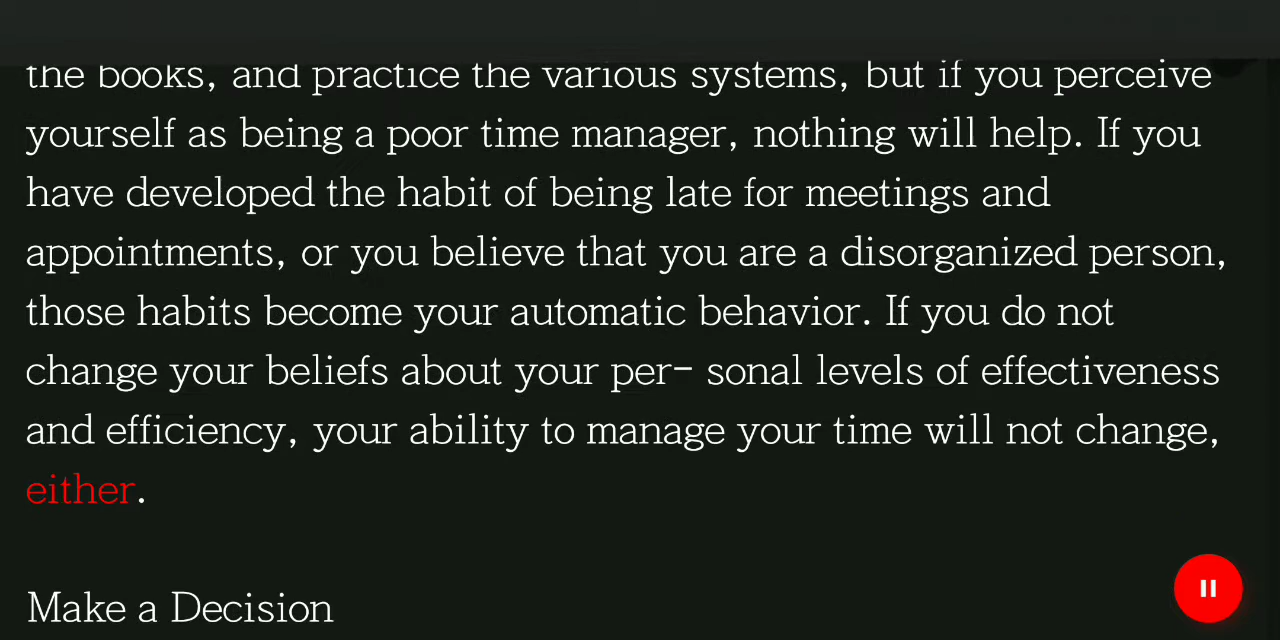 the books, and practice the various systems, but if you perceive
yourself as being a poor time manager, nothing will help. If you
have developed the habit of being late for meetings and
appointments, or you believe that you are a disorganized person,
those habits become your automatic behavior. If you do not
change your beliefs about your per- sonal levels of effectiveness
and efficiency, your ability to manage your time will not change,
either.
Make a Decision